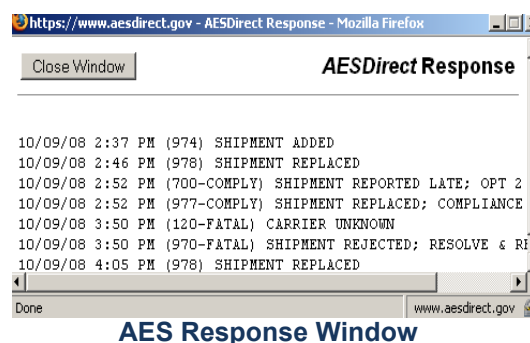 https://www.aesdirect.gov - AESDirect Response - Mozilla Firefox
Close Window
AESDirect Response
10/09/08 2:37 PM (974) SHIPMENT ADDED
10/09/08 2:46 PM (978) SHIPMENT REPLACED
10/09/08 2:52 PM (700-COMPLY) SHIPMENT REPORTED LATE; OPT 2
10/09/08 2:52 PM (977-COMPLY) SHIPMENT REPLACED; COMPLIANCE
10/09/08 3:50 PM (120-FATAL) CARRIER UNKNOWN
10/09/08 3:50 PM (970-FATAL) SHIPMENT REJECTED; RESOLVE &
10/09/08 4:05 PM (978) SHIPMENT REPLACED
Done
www.aesdirect.gov
AES Response Window